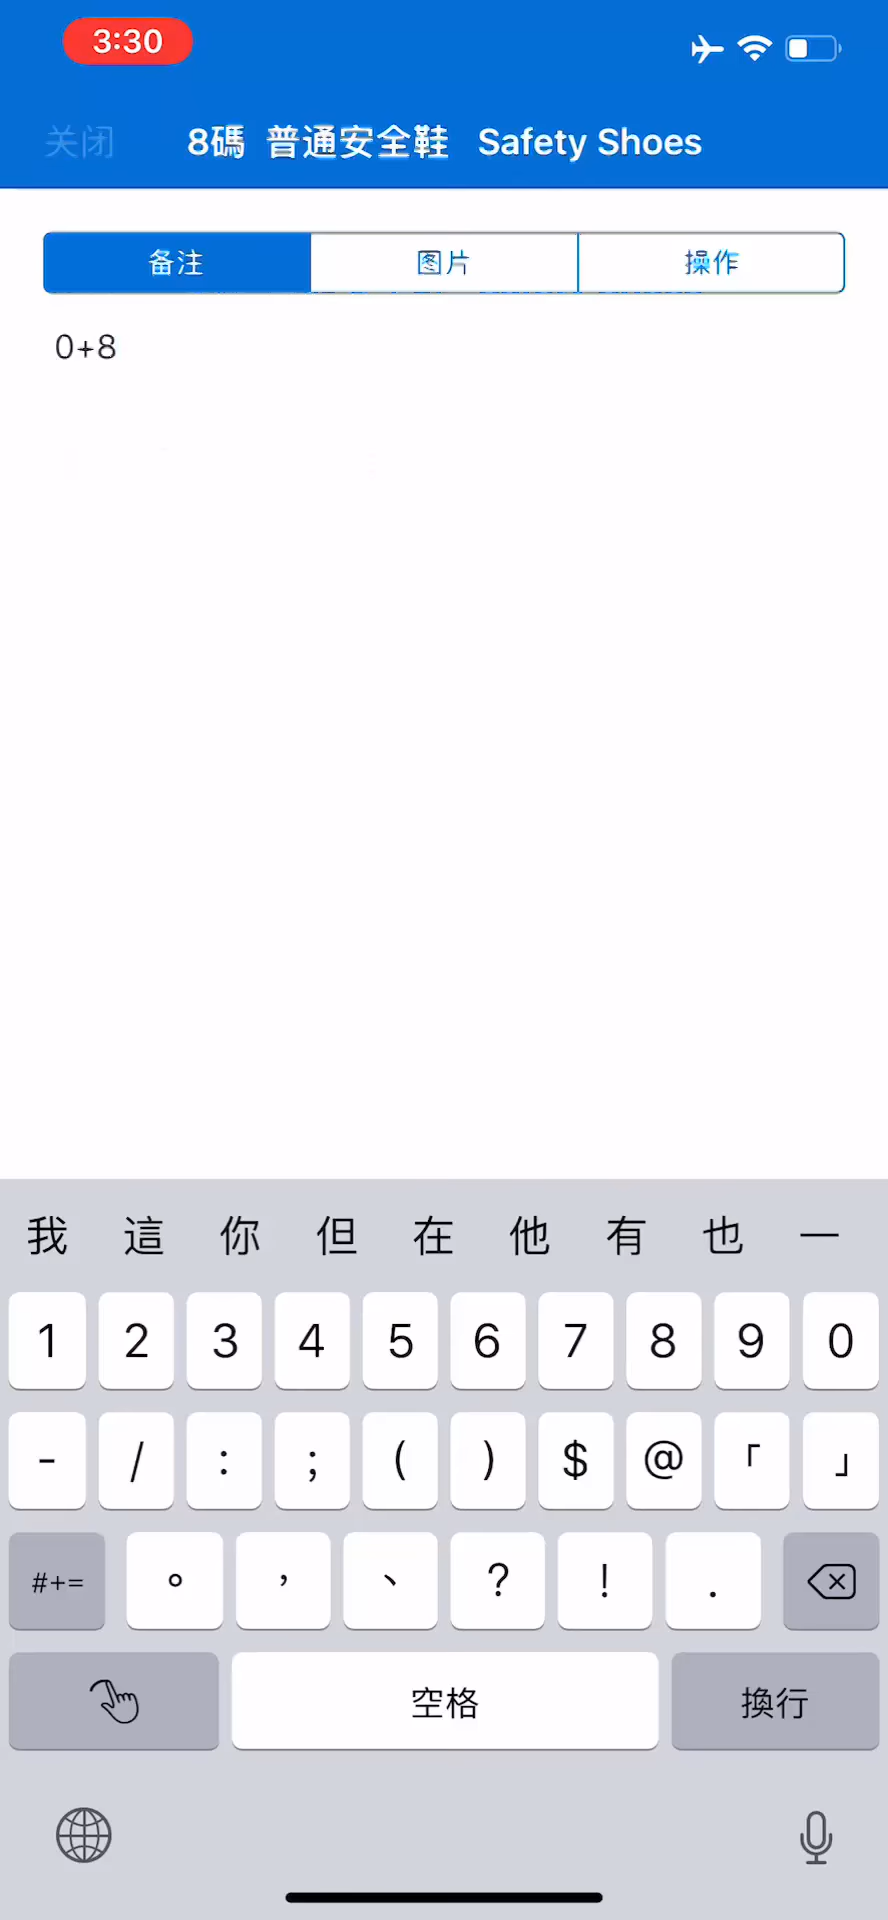 3:30
关闭 8碼 普通安全鞋 Safety Shoes
备注 图片 操作
0+8
我 這 你 但 在 他 有 也 一
1 2 3 4 5 6 7 8 9 0
- / : ; ( ) $ @ 「 」
#+= 。 , 、 ? ! .
空格 換行